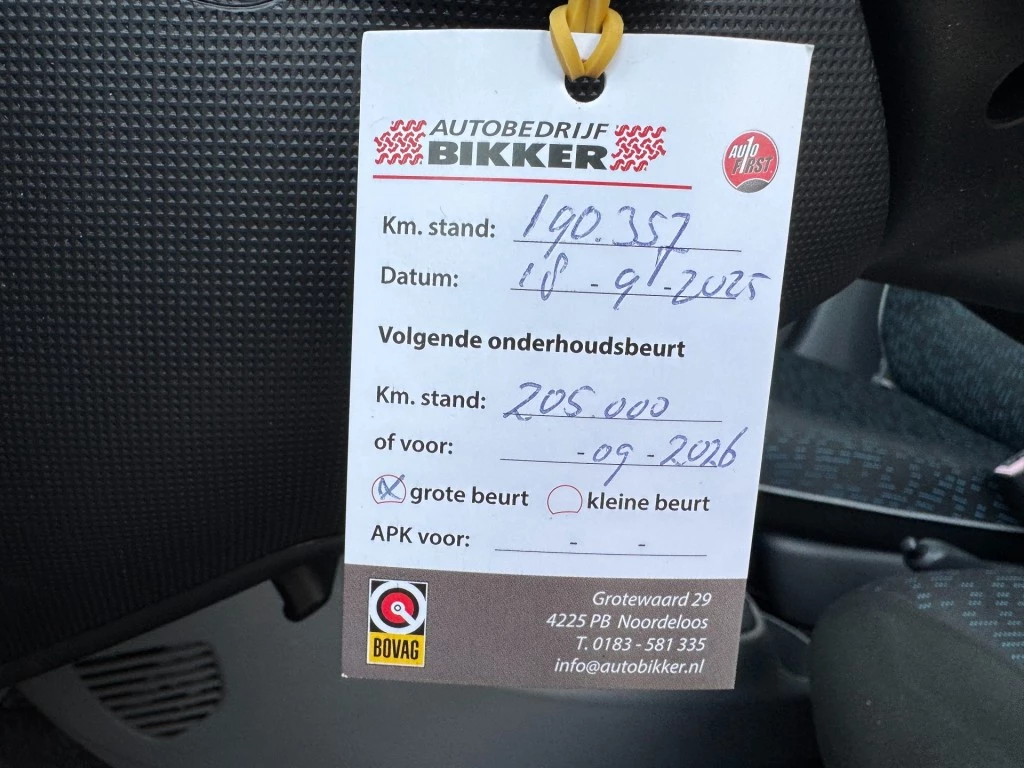 AUTOBEDRIJF
BIKKER
AUTO FIRST
Km. stand: 190.357
Datum: 18 - 9 - 2025
Volgende onderhoudsbeurt
Km. stand: 205.000
of voor: - 09 - 2026
grote beurt kleine beurt
APK voor: - -
BOVAG
Grotewaard 29
4225 PB Noordeloos
T. 0183 - 581 335
info@autobikker.nl